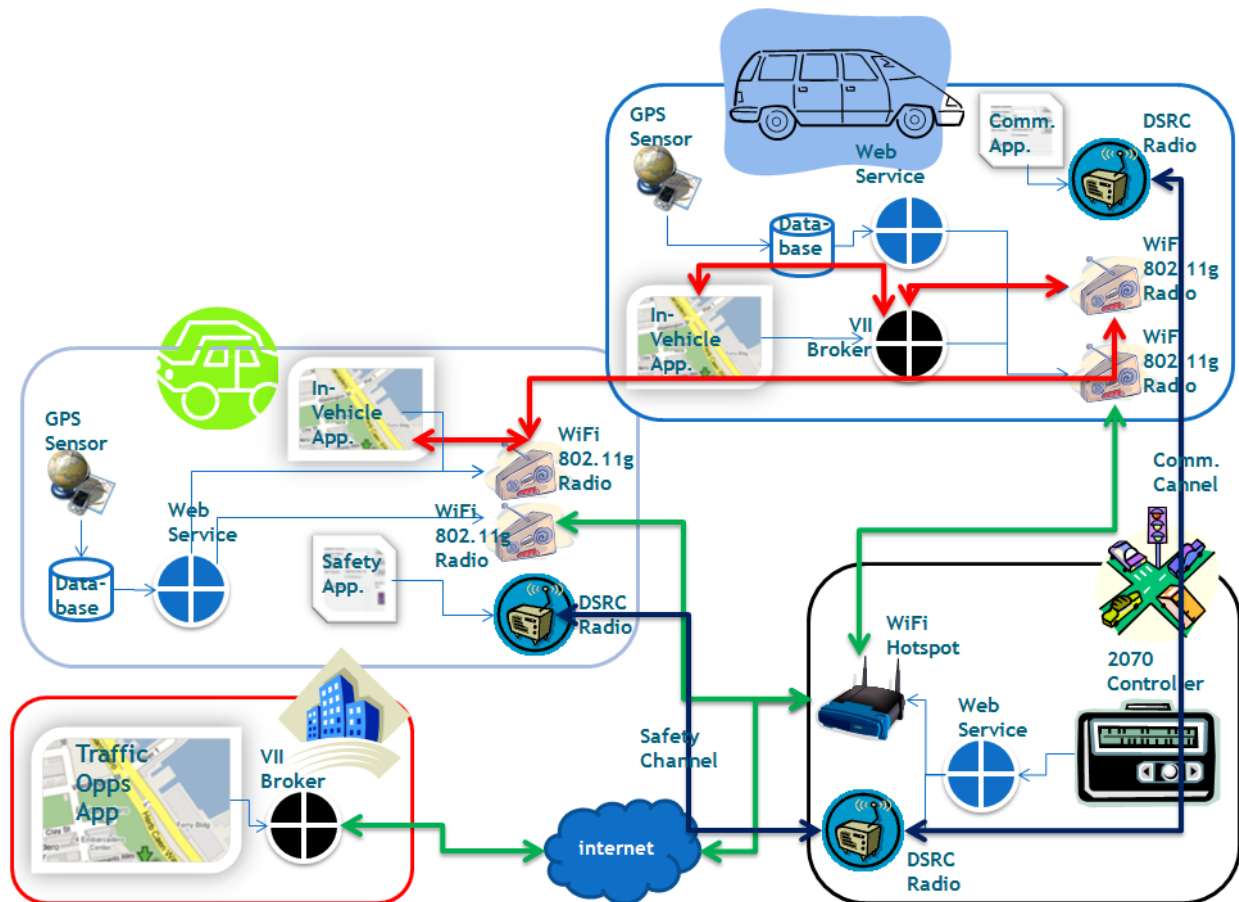 GPS
Sensor
Comm.
App.
DSRC
Radio
Web
Service
Data-
base
WiFi
802.11g
Radio
In-
Vehicle
App.
VII
Broker
WiFi
802.11g
Radio
In-
Vehicle
App.
GPS
Sensor
WiFi
802.11g
Radio
Web
Service
WiFi
802.11g
Radio
Safety
App.
Data-
base
DSRC
Radio
Comm.
Cannel
WiFi
Hotspot
2070
Controller
Web
Service
Safety
Channel
Traffic
Opps
App
VII
Broker
internet
DSRC
Radio